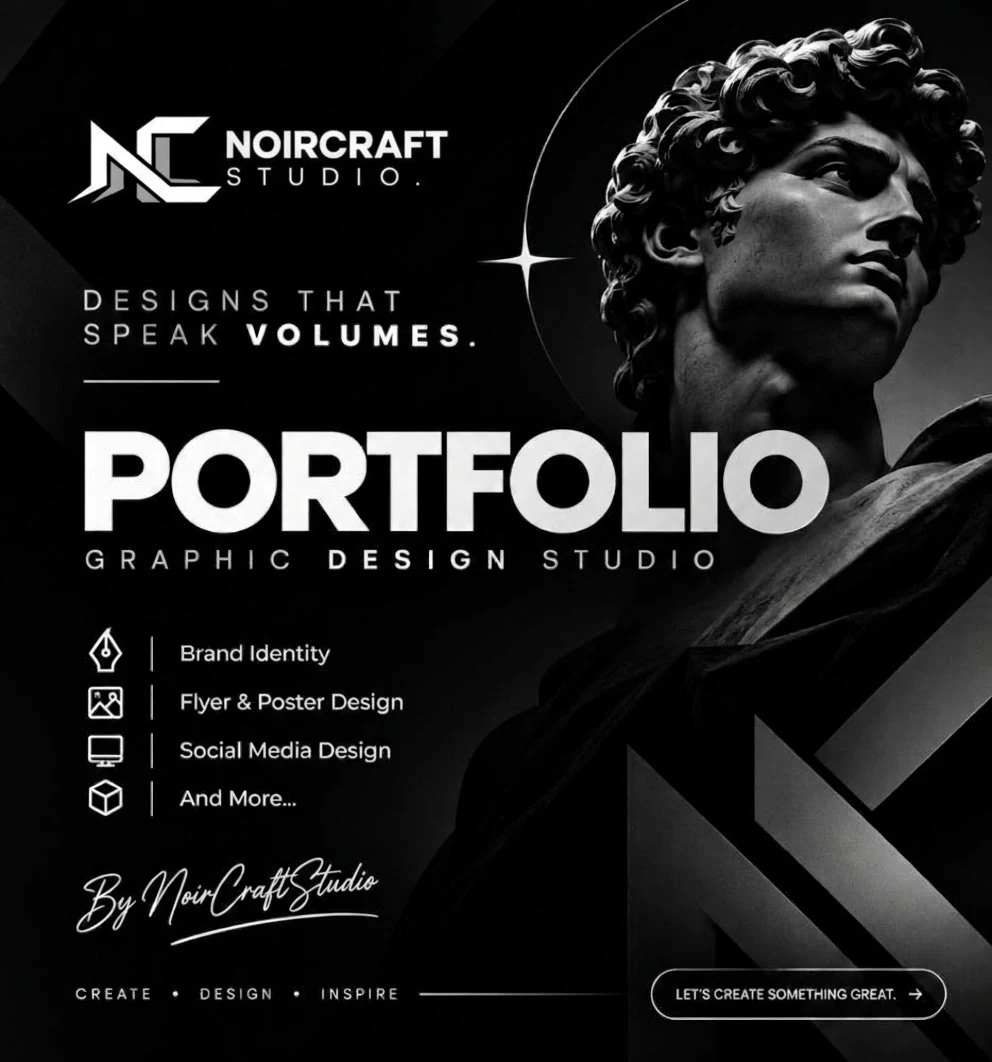 NC
NOIRCRAFT
STUDIO.
DESIGNS THAT
SPEAK VOLUMES.
PORTFOLIO
GRAPHIC DESIGN STUDIO
Brand Identity
Flyer & Poster Design
Social Media Design
And More...
By NoirCraftStudio
CREATE • DESIGN • INSPIRE
LET'S CREATE SOMETHING GREAT. →